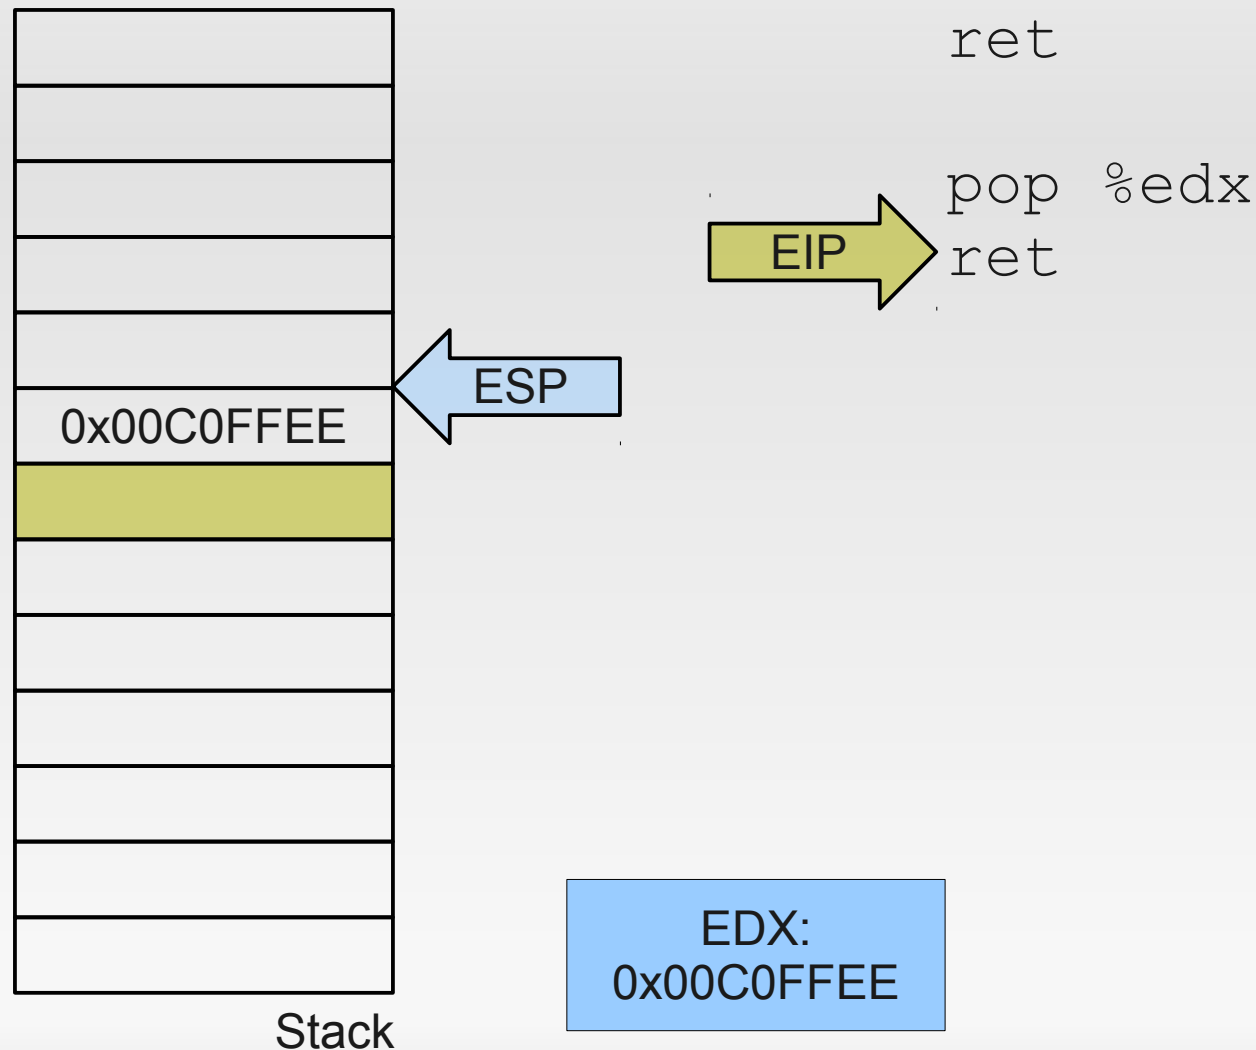 ret
pop %edx
EIP
ret
ESP
0x00C0FFEE
EDX:
0x00C0FFEE
Stack